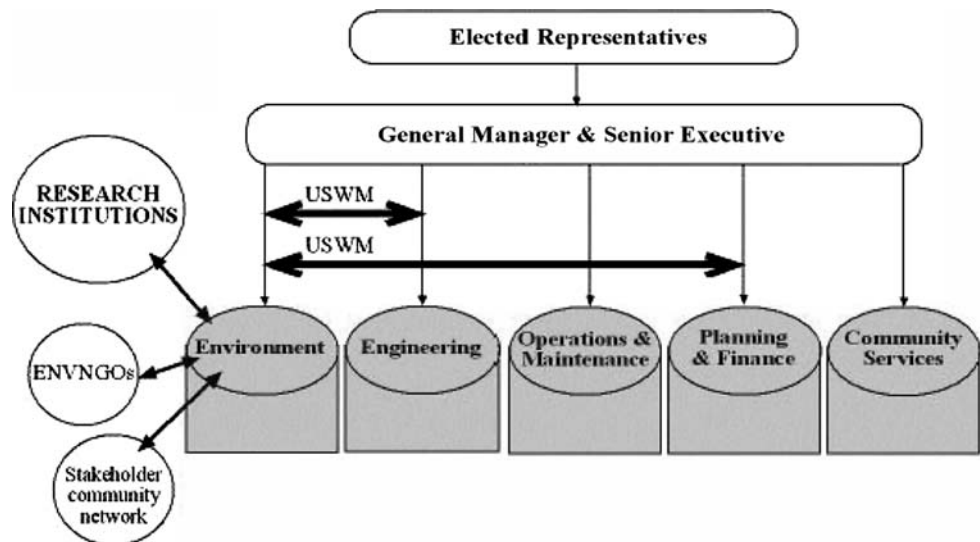 Elected Representatives
General Manager & Senior Executive
USWM
USWM
RESEARCH
INSTITUTIONS
Environment
Engineering
Operations &
Maintenance
Planning
& Finance
Community
Services
ENVNGOs
Stakeholder
community
network